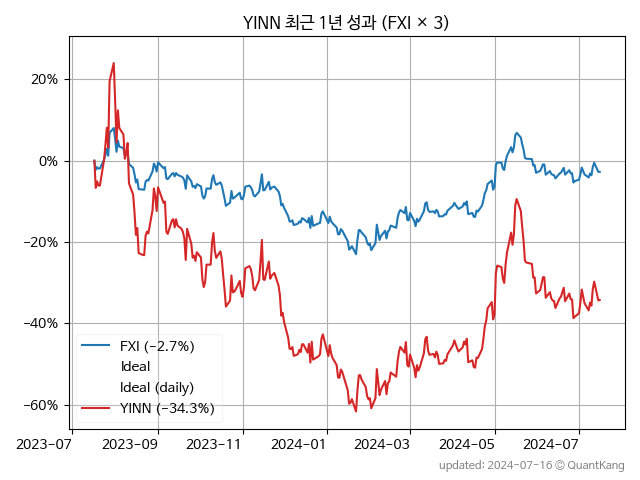 YINN 최근 1년 성과 (FXI × 3)
20%
0%
−20%
−40%
−60%
FXI (−2.7%)
Ideal
Ideal (daily)
YINN (−34.3%)
2023−07 2023−09 2023−11 2024−01 2024−03 2024−05 2024−07
updated: 2024-07-16 © QuantKang